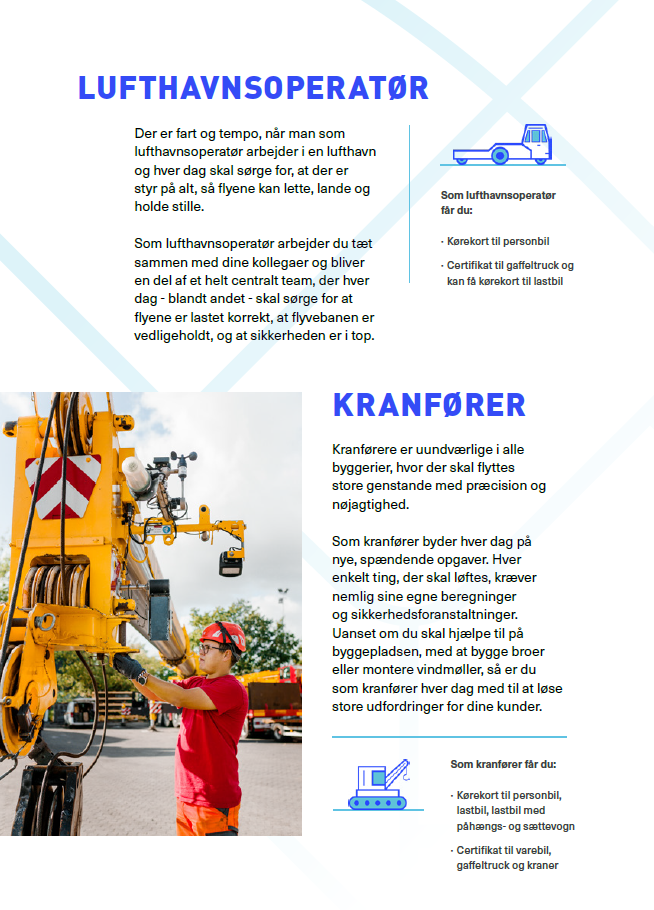 LUFTHAVNSOPERATØR
Der er fart og tempo, når man som
lufthavnsoperatør arbejder i en lufthavn
og hver dag skal sørge for, at der er
styr på alt, så flyene kan lette, lande og
holde stille.
Som lufthavnsoperatør arbejder du tæt
sammen med dine kollegaer og bliver
en del af et helt centralt team, der hver
dag - blandt andet - skal sørge for at
flyene er lastet korrekt, at flyvebanen er
vedligeholdt, og at sikkerheden er i top.
Som lufthavnsoperatør
får du:
· Kørekort til personbil
· Certifikat til gaffeltruck og
kan få kørekort til lastbil
KRANFØRER
Kranførere er uundværlige i alle
byggerier, hvor der skal flyttes
store genstande med præcision og
nøjagtighed.
Som kranfører byder hver dag på
nye, spændende opgaver. Hver
enkelt ting, der skal løftes, kræver
nemlig sine egne beregninger
og sikkerhedsforanstaltninger.
Uanset om du skal hjælpe til på
byggepladsen, med at bygge broer
eller montere vindmøller, så er du
som kranfører hver dag med til at løse
store udfordringer for dine kunder.
Som kranfører får du:
· Kørekort til personbil,
lastbil, lastbil med
påhængs- og sættevogn
· Certifikat til varebil,
gaffeltruck og kraner